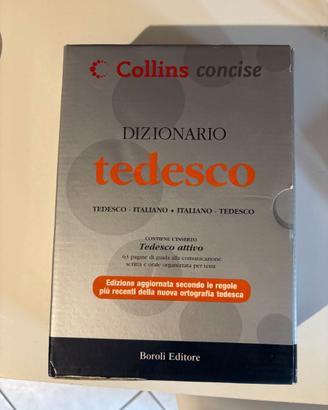 Collins concise
DIZIONARIO
tedesco
TEDESCO - ITALIANO • ITALIANO - TEDESCO
CONTIENE L'INSERTO
Tedesco attivo
63 pagine di guida alla comunicazione
scritta e orale organizzata per temi
Edizione aggiornata secondo le regole
più recenti della nuova ortografia tedesca
Boroli Editore